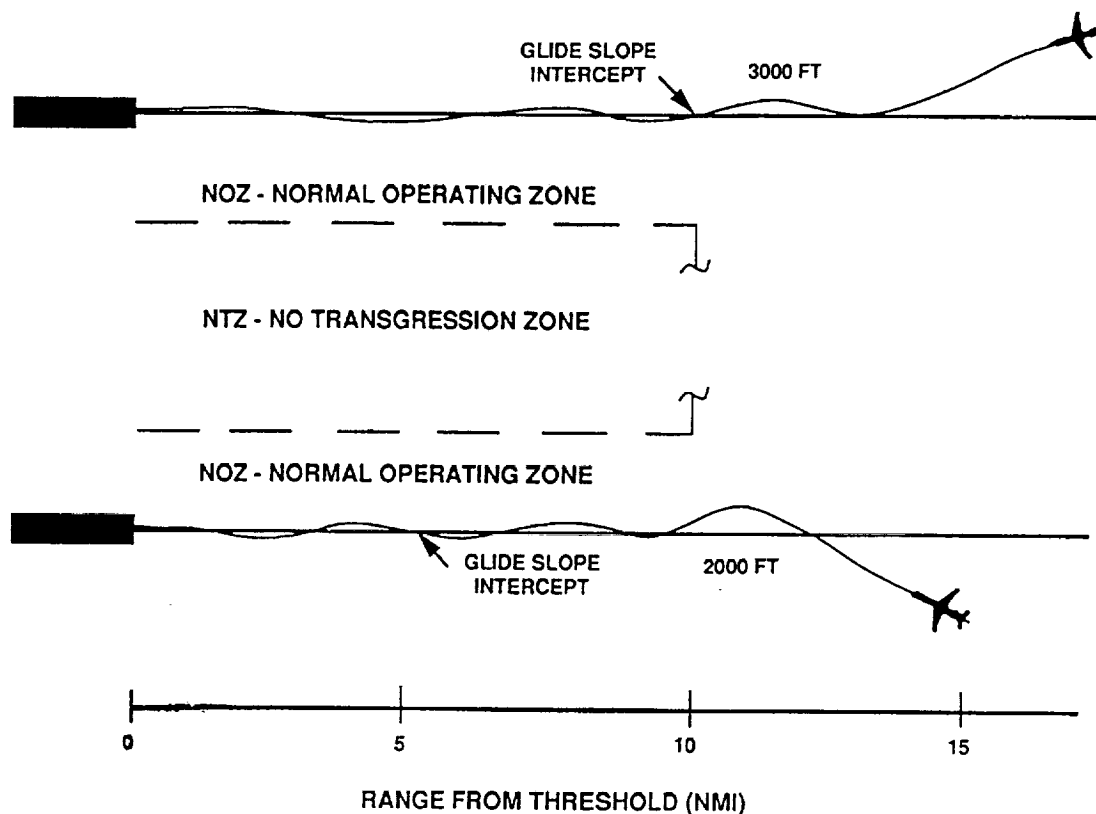 GLIDE SLOPE
INTERCEPT
3000 FT
NOZ - NORMAL OPERATING ZONE
NTZ - NO TRANSGRESSION ZONE
NOZ - NORMAL OPERATING ZONE
GLIDE SLOPE
INTERCEPT
2000 FT
0 5 10 15
RANGE FROM THRESHOLD (NMI)